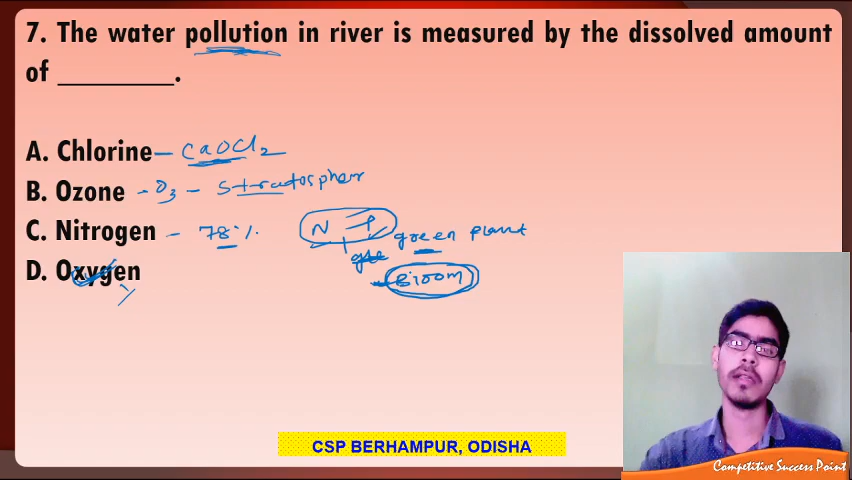 7. The water pollution in river is measured by the dissolved amount
of ________.
A. Chlorine – CaOCl2
B. Ozone - O3 - Stratosphere
C. Nitrogen - 78%. N P green plant
D. Oxygen Bloom
CSP BERHAMPUR, ODISHA
Competitive Success Point